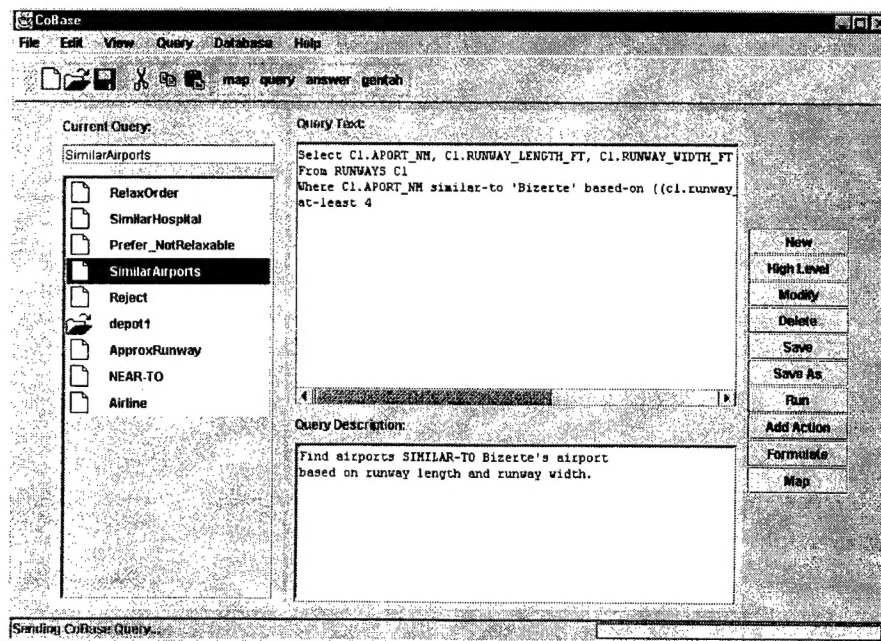 CoBase
File Edit View Query Database Help
map query answer gentah
Current Query:
SimilarAirports
RelaxOrder
SimilarHospital
Prefer_NotRelaxable
SimilarAirports
Reject
depot1
ApproxRunway
NEAR-TO
Airline
Query Text:
Select C1.APORT_NM, C1.RUNWAY_LENGTH_FT, C1.RUNWAY_WIDTH_FT
From RUNWAYS C1
Where C1.APORT_NM similar-to 'Bizerte' based-on ((c1.runway_
at-least 4
Query Description:
Find airports SIMILAR-TO Bizerte's airport
based on runway length and runway width.
New
High Level
Modify
Delete
Save
Save As
Run
Add Action
Formulate
Map
Sending CoBase Query...